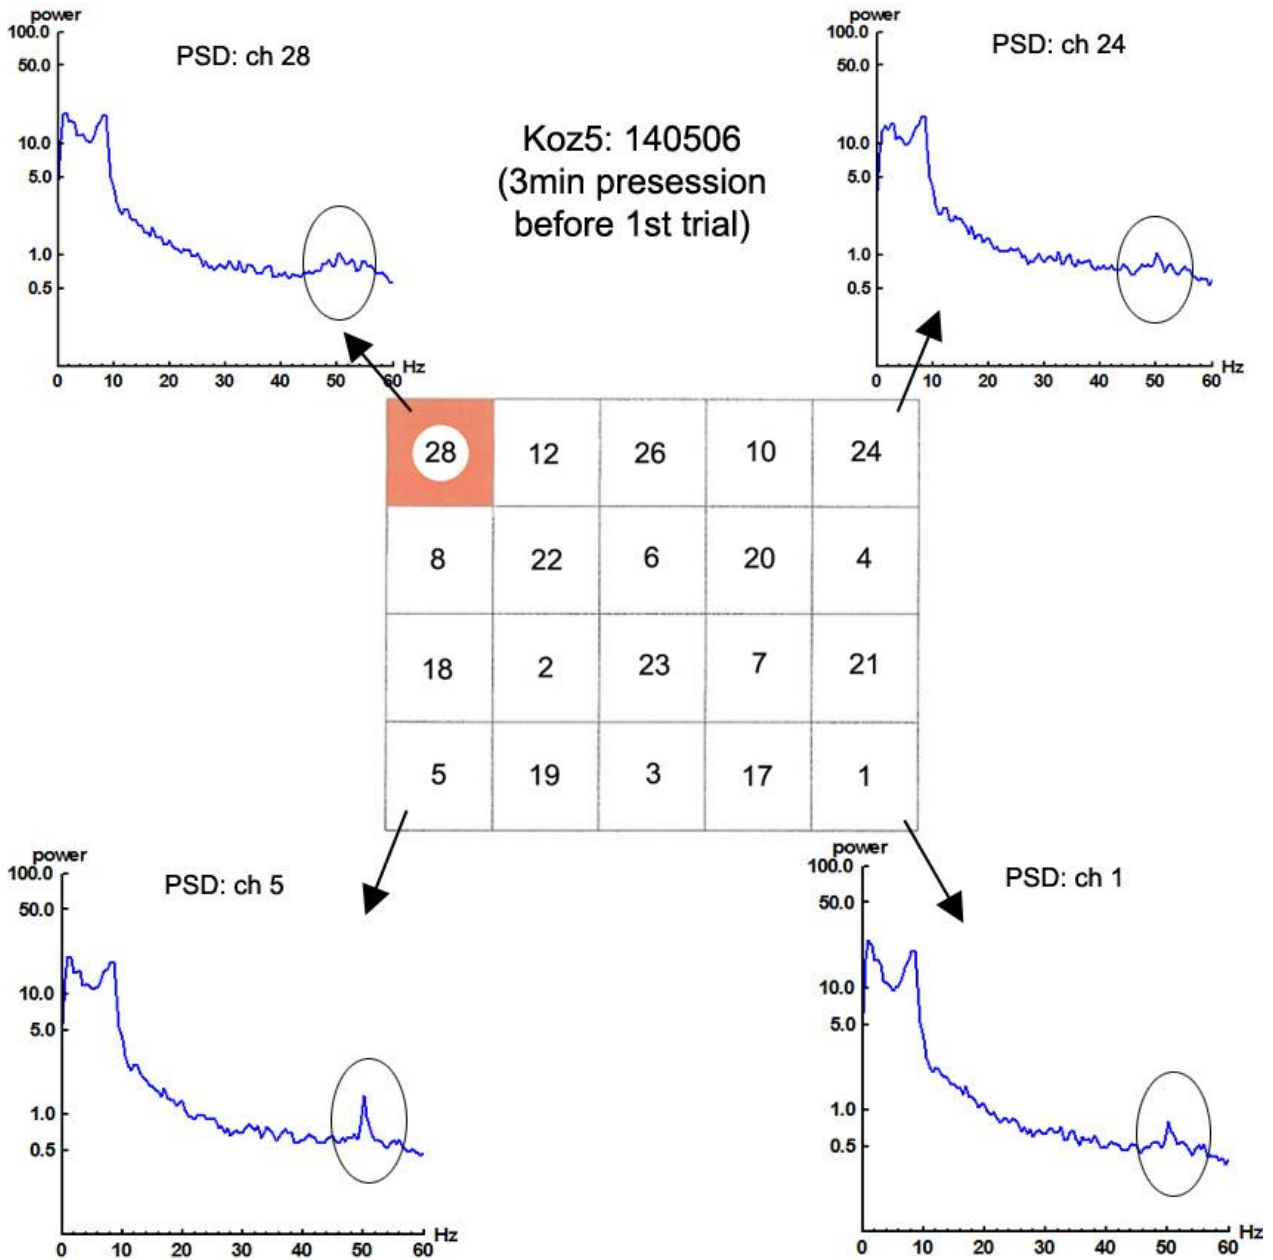 power
100.0
PSD: ch 28
50.0
10.0
5.0
1.0
0.5
0 10 20 30 40 50 60 Hz
power
100.0
PSD: ch 24
50.0
10.0
5.0
1.0
0.5
0 10 20 30 40 50 60 Hz
Koz5: 140506
(3min presession
before 1st trial)
28 12 26 10 24
8 22 6 20 4
18 2 23 7 21
5 19 3 17 1
power
100.0
PSD: ch 5
50.0
10.0
5.0
1.0
0.5
0 10 20 30 40 50 60 Hz
power
100.0
PSD: ch 1
50.0
10.0
5.0
1.0
0.5
0 10 20 30 40 50 60 Hz